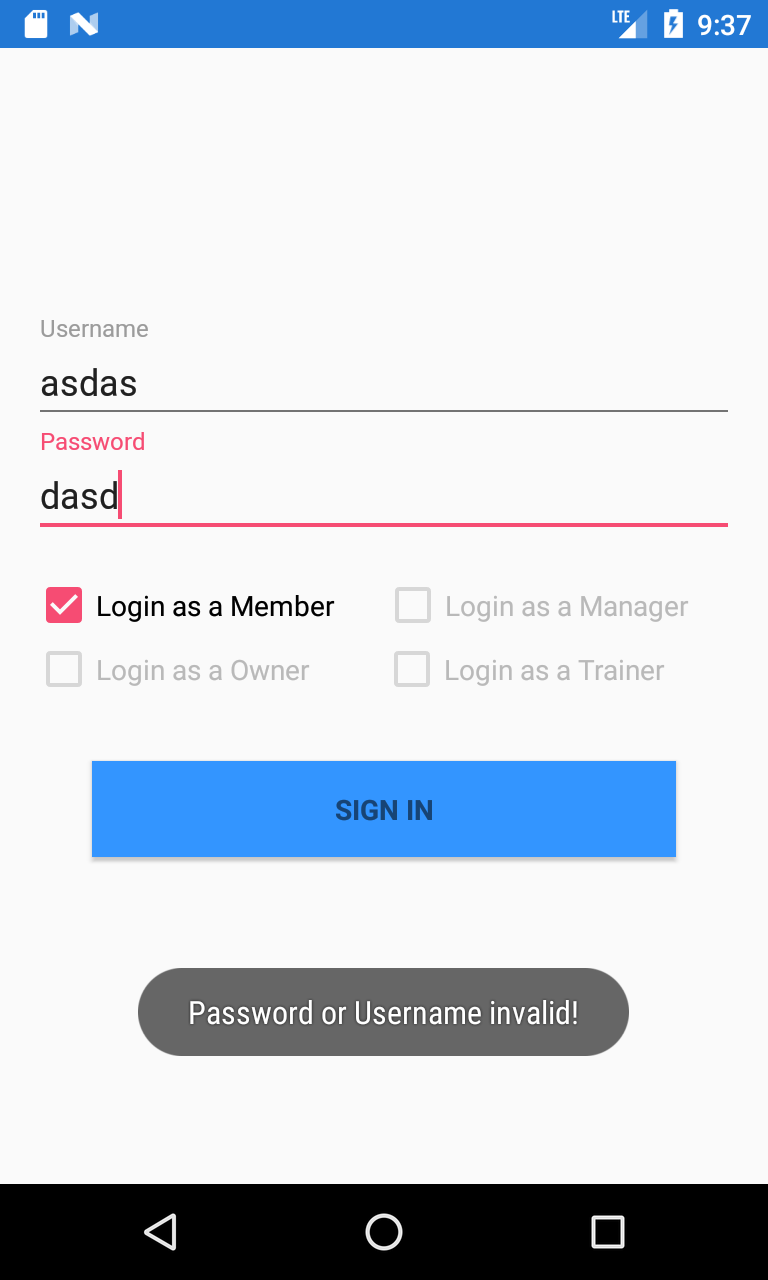 LTE 9:37
Username
asdas
Password
dasd
Login as a Member Login as a Manager
Login as a Owner Login as a Trainer
SIGN IN
Password or Username invalid!